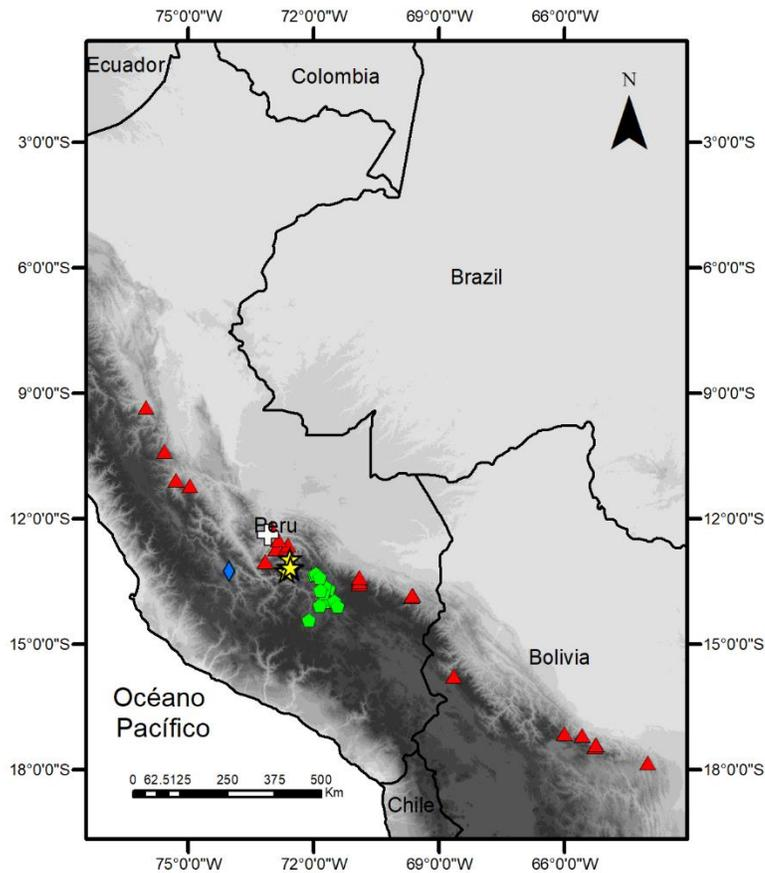 75°0'0"W 72°0'0"W 69°0'0"W 66°0'0"W
Ecuador
Colombia
N
3°0'0"S 3°0'0"S
6°0'0"S 6°0'0"S
Brazil
9°0'0"S 9°0'0"S
12°0'0"S 12°0'0"S
Peru
15°0'0"S 15°0'0"S
Bolivia
Océano
Pacífico
18°0'0"S 18°0'0"S
0 62.5125 250 375 500
Km
Chile
75°0'0"W 72°0'0"W 69°0'0"W 66°0'0"W